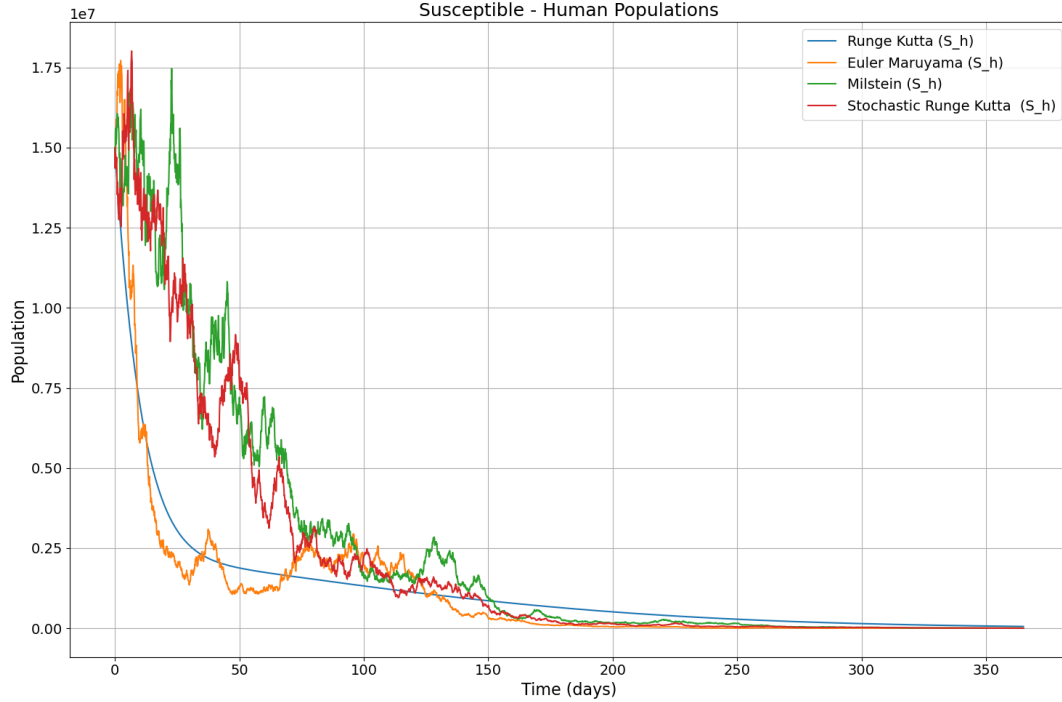 Susceptible - Human Populations
1e7
Runge Kutta (S_h)
Euler Maruyama (S_h)
Milstein (S_h)
Stochastic Runge Kutta  (S_h)
1.75
1.50
1.25
1.00
0.75
0.50
0.25
0.00
Population
0 50 100 150 200 250 300 350
Time (days)